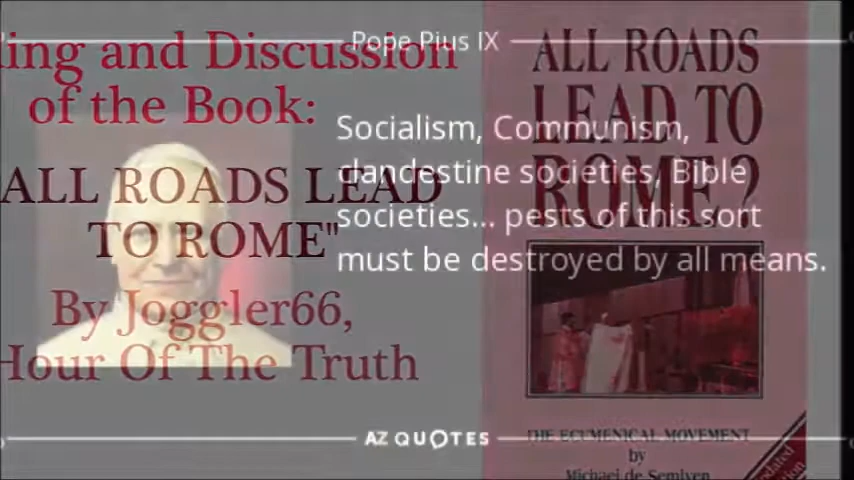 ing and Discussion
of the Book:
ALL ROADS LEAD
TO ROME"
By Joggler66,
Hour Of The Truth
Pope Pius IX
Socialism, Communism,
clandestine societies, Bible
societies... pests of this sort
must be destroyed by all means.
AZ QUOTES
ALL ROADS
LEAD TO
ROME?
THE ECUMENICAL MOVEMENT
by
Michael de Semlyen